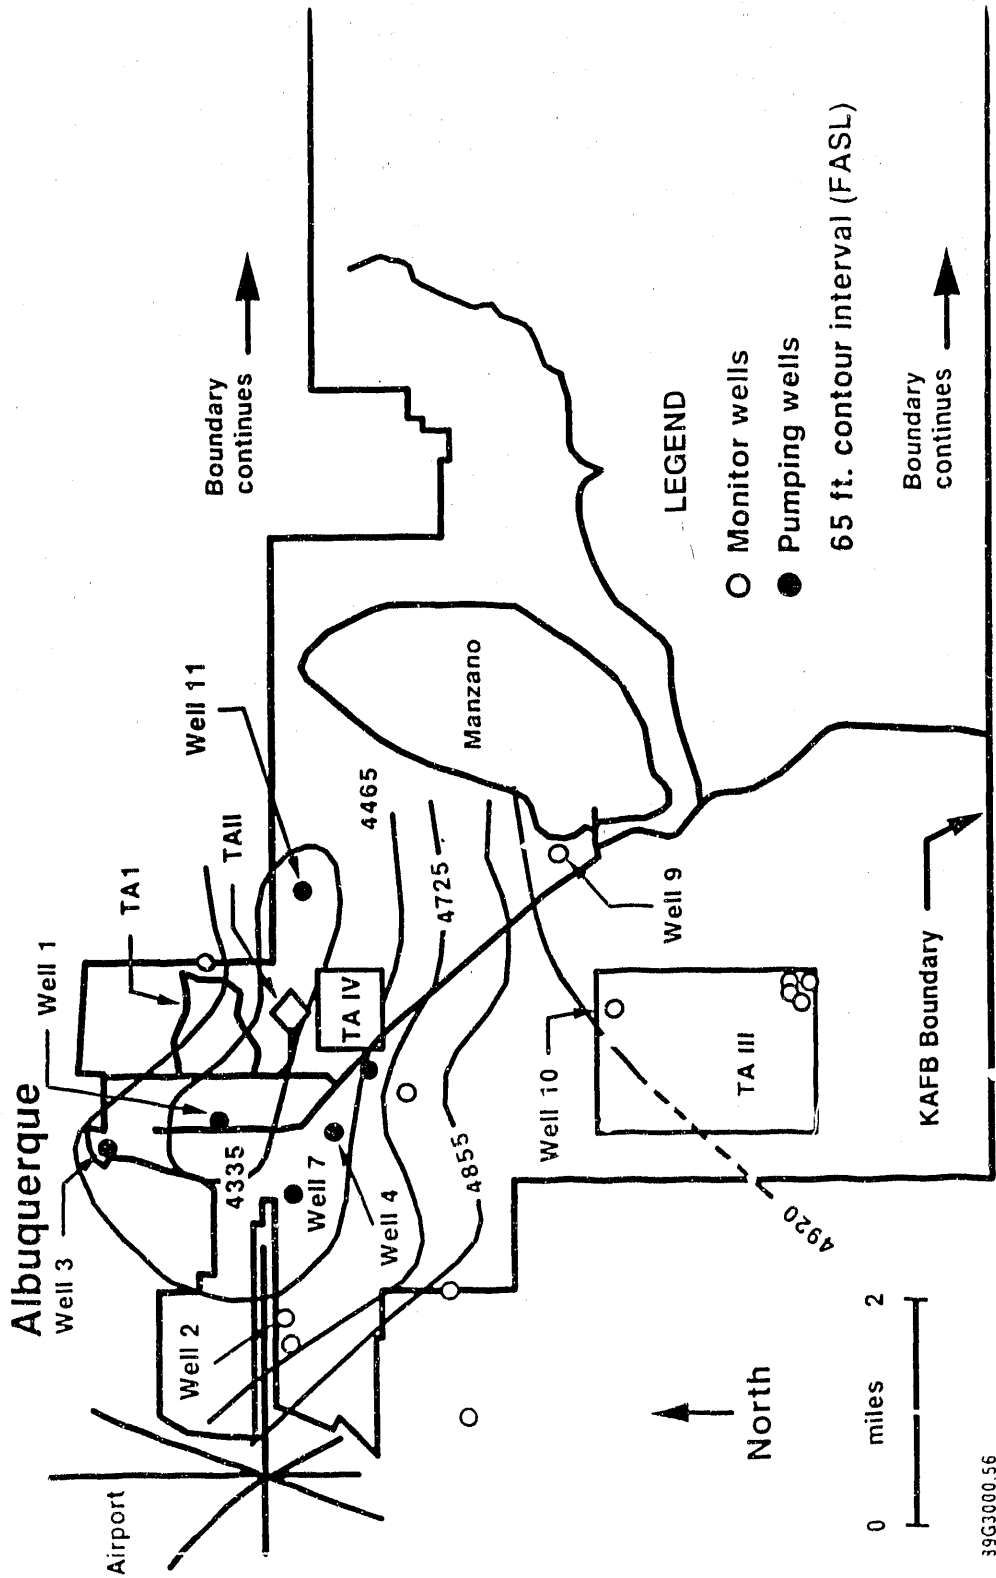 Albuquerque
Airport
Well 3
Well 1
TA1
TAII
Well 11
Boundary
continues
Well 2
4335
Well 7
Well 4
TA IV
4465
4725
4855
Manzano
Well 10
Well 9
TA III
4920
KAFB Boundary
North
0 miles 2
LEGEND
Monitor wells
Pumping wells
65 ft. contour interval (FASL)
Boundary
continues
39G3000.56